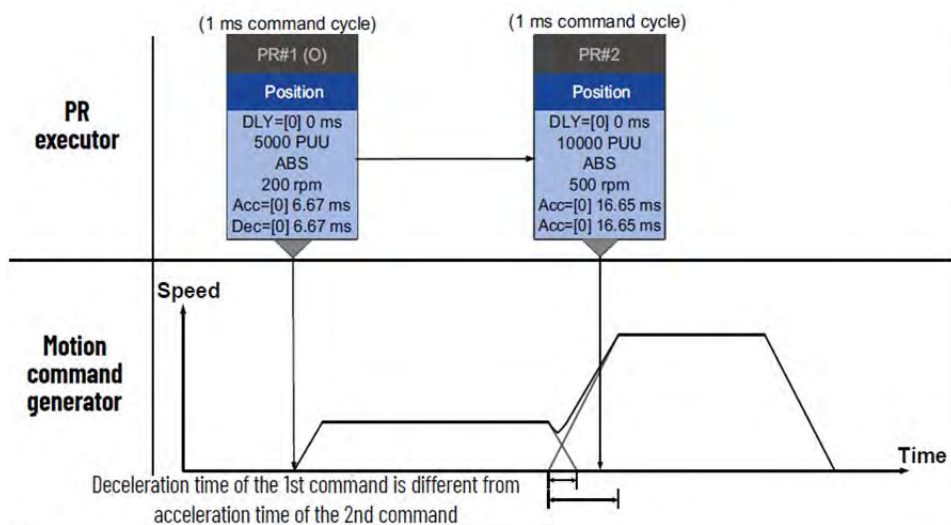 (1 ms command cycle)
(1 ms command cycle)
PR#1 (O)
PR#2
Position
Position
PR
executor
DLY=[0] 0 ms
5000 PUU
ABS
200 rpm
Acc=[0] 6.67 ms
Dec=[0] 6.67 ms
DLY=[0] 0 ms
10000 PUU
ABS
500 rpm
Acc=[0] 16.65 ms
Acc=[0] 16.65 ms
Speed
Motion
command
generator
Time
Deceleration time of the 1st command is different from
acceleration time of the 2nd command